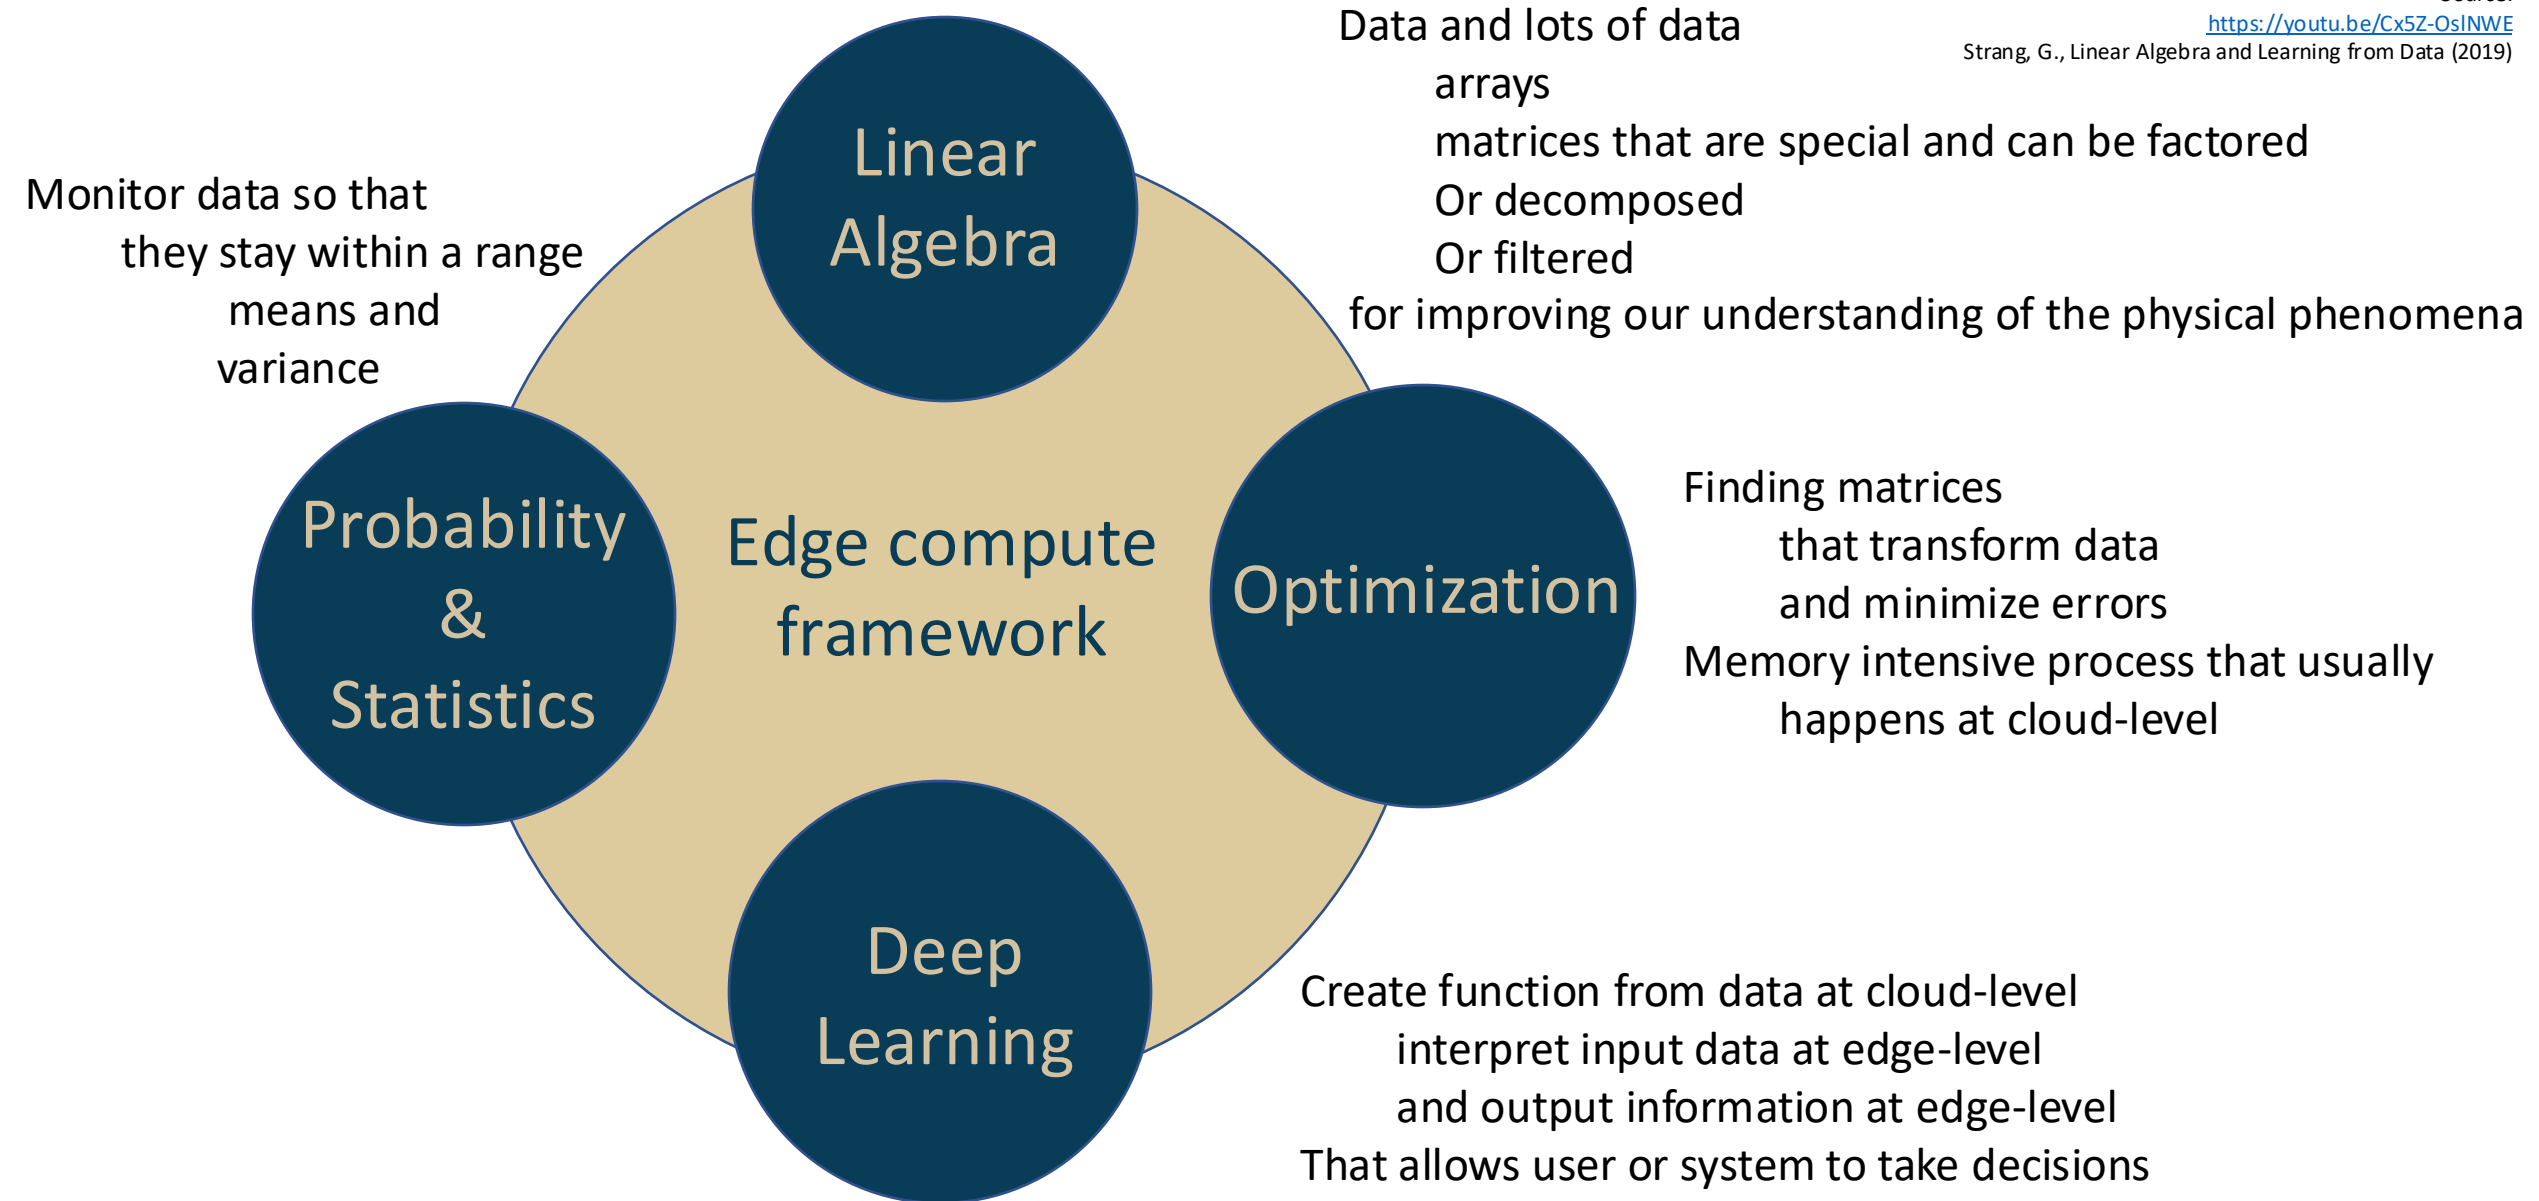 https://youtu.be/Cx5Z-OslNWE
Strang, G., Linear Algebra and Learning from Data (2019)
Data and lots of data
arrays
matrices that are special and can be factored
Or decomposed
Or filtered
for improving our understanding of the physical phenomena
Linear
Algebra
Monitor data so that
they stay within a range
means and
variance
Probability
&
Statistics
Edge compute
framework
Optimization
Finding matrices
that transform data
and minimize errors
Memory intensive process that usually
happens at cloud-level
Deep
Learning
Create function from data at cloud-level
interpret input data at edge-level
and output information at edge-level
That allows user or system to take decisions